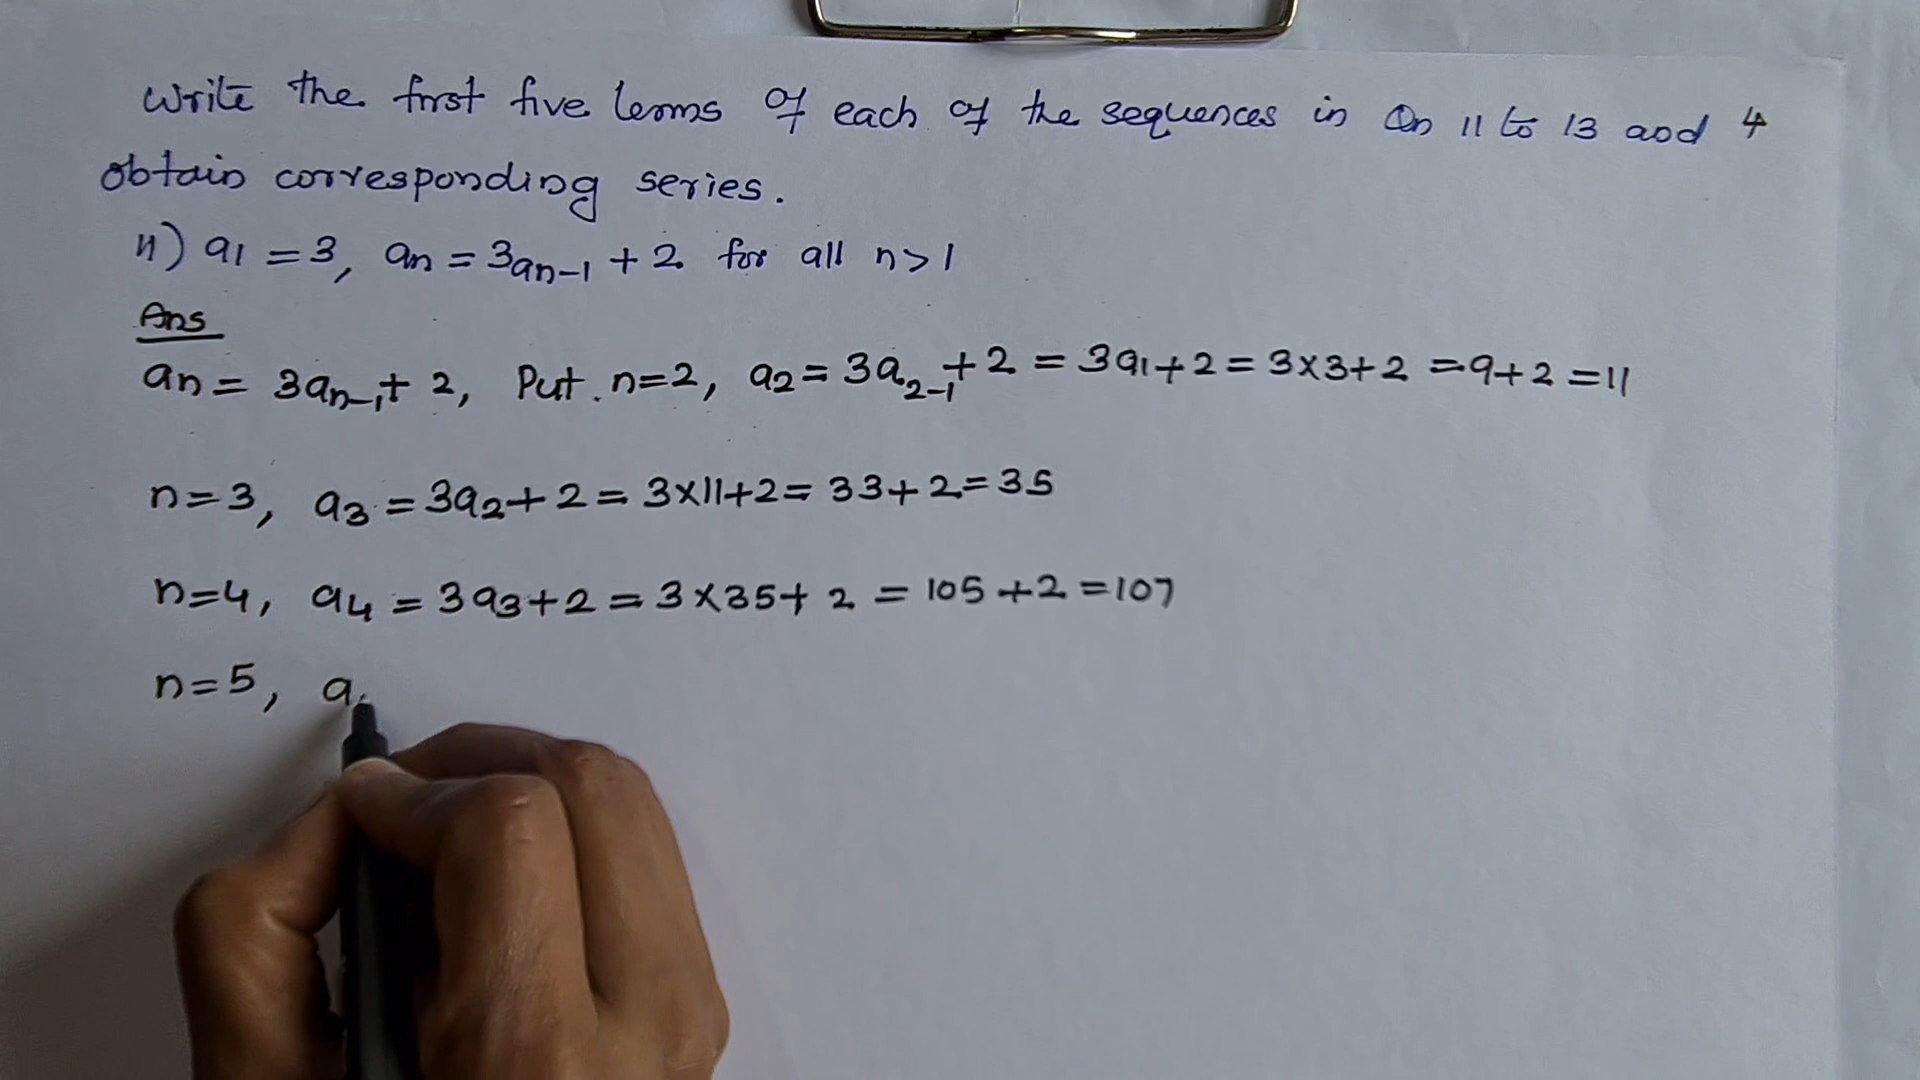 Write the first five terms of each of the sequences in Qn 11 to 13 and 4
obtain corresponding series.
11) a1 = 3, an = 3an-1 + 2 for all n>1
Ans
an = 3an-1 + 2, Put n=2, a2 = 3a2-1 + 2 = 3a1 + 2 = 3×3+2 = 9+2 = 11
n=3, a3 = 3a2 + 2 = 3×11+2 = 33+2 = 35
n=4, a4 = 3a3 + 2 = 3×35+ 2 = 105 +2 = 107
n=5, a